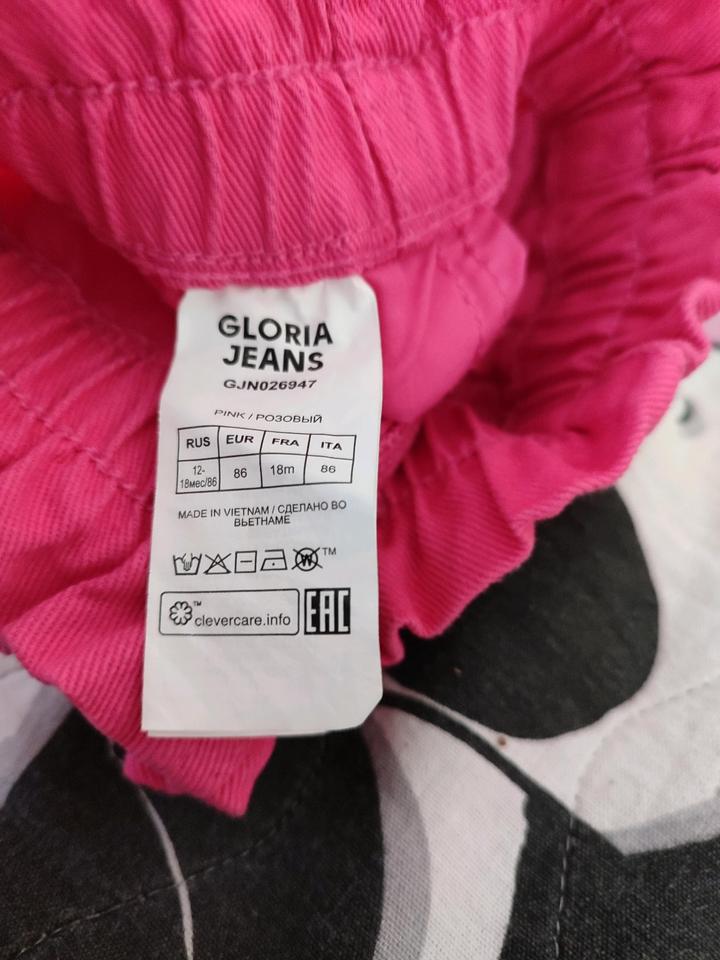 GLORIA
JEANS
GJN026947
PINK / РОЗОВЫЙ
RUS EUR FRA ITA
12-
18мес/86 86 18m 86
MADE IN VIETNAM / СДЕЛАНО ВО
ВЬЕТНАМЕ
W TM
TM clevercare.info EAC